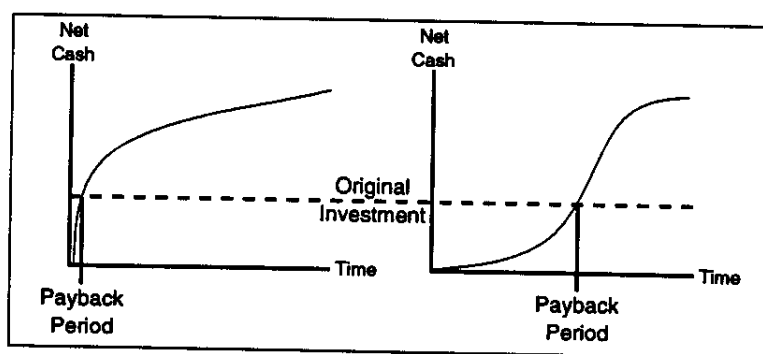 Net
Cash
Net
Cash
Original
Investment
Time
Time
Payback
Period
Payback
Period